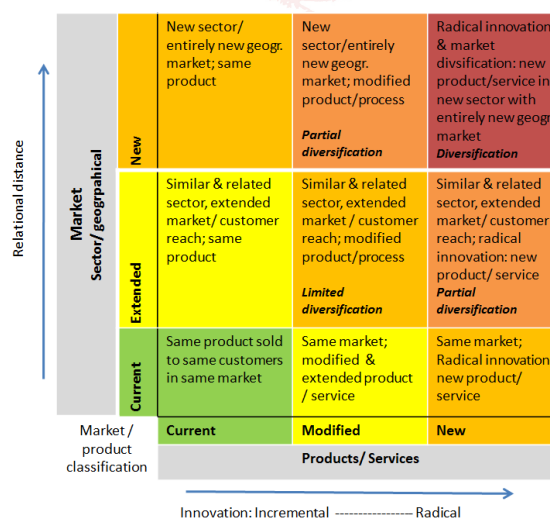 New sector/
entirely new geogr.
market; same
product
New
sector/entirely
new geogr.
market; modified
product/process
Partial
diversification
Radical innovation
& market
divsification: new
product/service in
new sector with
entirely new geogr
market
Diversification
New
Relational distance
Market
Sector/ geogrpahical
Similar & related
sector, extended
market/ customer
reach; same
product
Similar & related
sector, extended
market / customer
reach; modified
product/process
Limited
diversification
Similar & related
sector, extended
market/ customer
reach; radical
innovation: new
product/ service
Partial
diversification
Extended
Same product sold
to same customers
in same market
Same market;
modified &
extended product
/ service
Same market;
Radical innovation
new product/
service
Current
Market /
product
classification
Current
Modified
New
Products/ Services
Innovation: Incremental ---------------- Radical